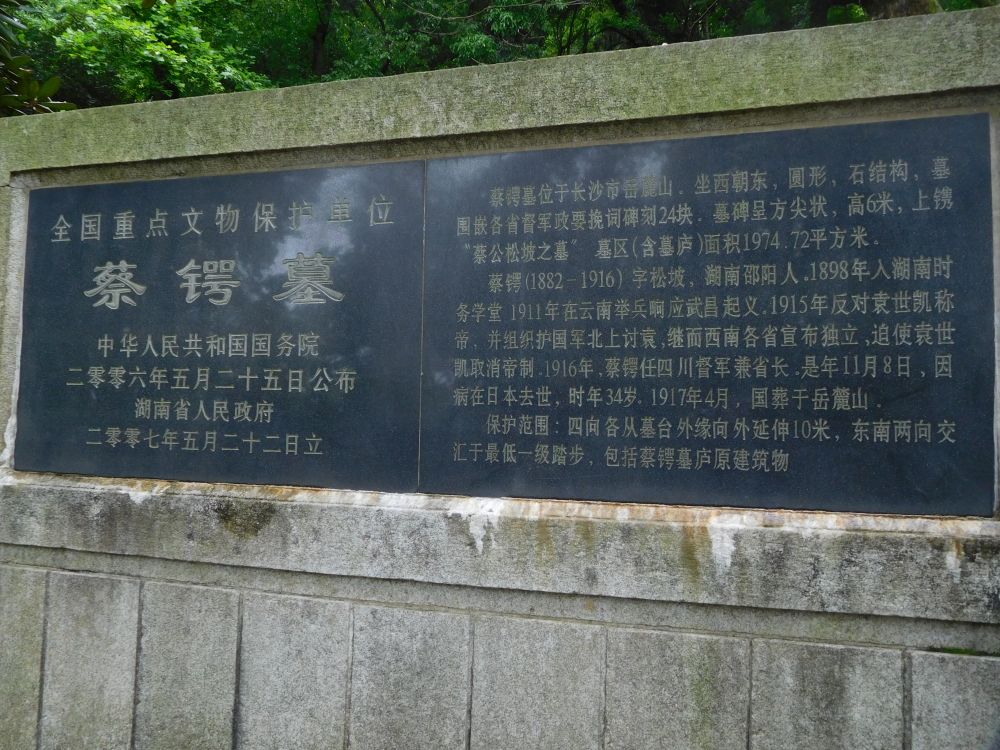 全国重点文物保护单位
蔡锷墓
中华人民共和国国务院
二零零六年五月二十五日公布
湖南省人民政府
二零零七年五月二十二日立
蔡锷墓位于长沙市岳麓山. 坐西朝东, 圆形, 石结构, 墓
围嵌各省督军政要挽词碑刻24块. 墓碑呈方尖状, 高6米, 上镌
"蔡公松坡之墓" 墓区(含墓庐)面积1974.72平方米.
蔡锷(1882-1916)字松坡, 湖南邵阳人. 1898年入湖南时
务学堂 1911年在云南举兵响应武昌起义. 1915年反对袁世凯称
帝、并组织护国军北上讨袁, 继而西南各省宣布独立, 迫使袁世
凯取消帝制. 1916年, 蔡锷任四川督军兼省长. 是年11月8日, 因
病在日本去世, 时年34岁. 1917年4月, 国葬于岳麓山.
保护范围: 四向各从墓台外缘向外延伸10米, 东南两向交
汇于最低一级踏步, 包括蔡锷墓庐原建筑物